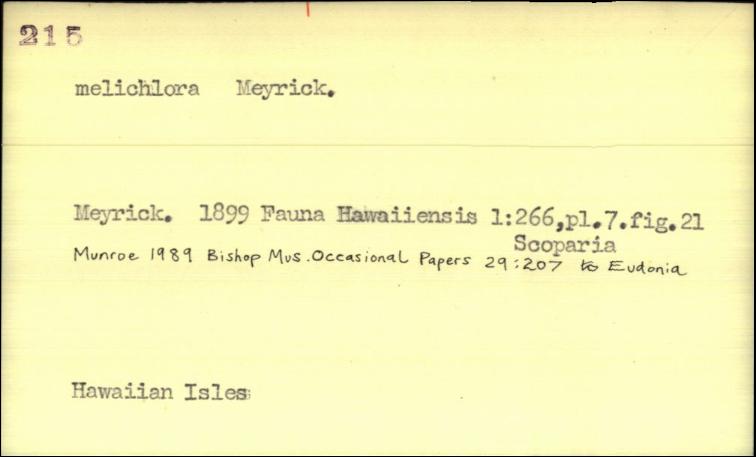 215
melichlora Meyrick.
Meyrick. 1899 Fauna Hawaiiensis 1:266,pl.7.fig.21
Scoparia
Munroe 1989 Bishop Mus. Occasional Papers 29:207 to Eudonia
Hawaiian Isles